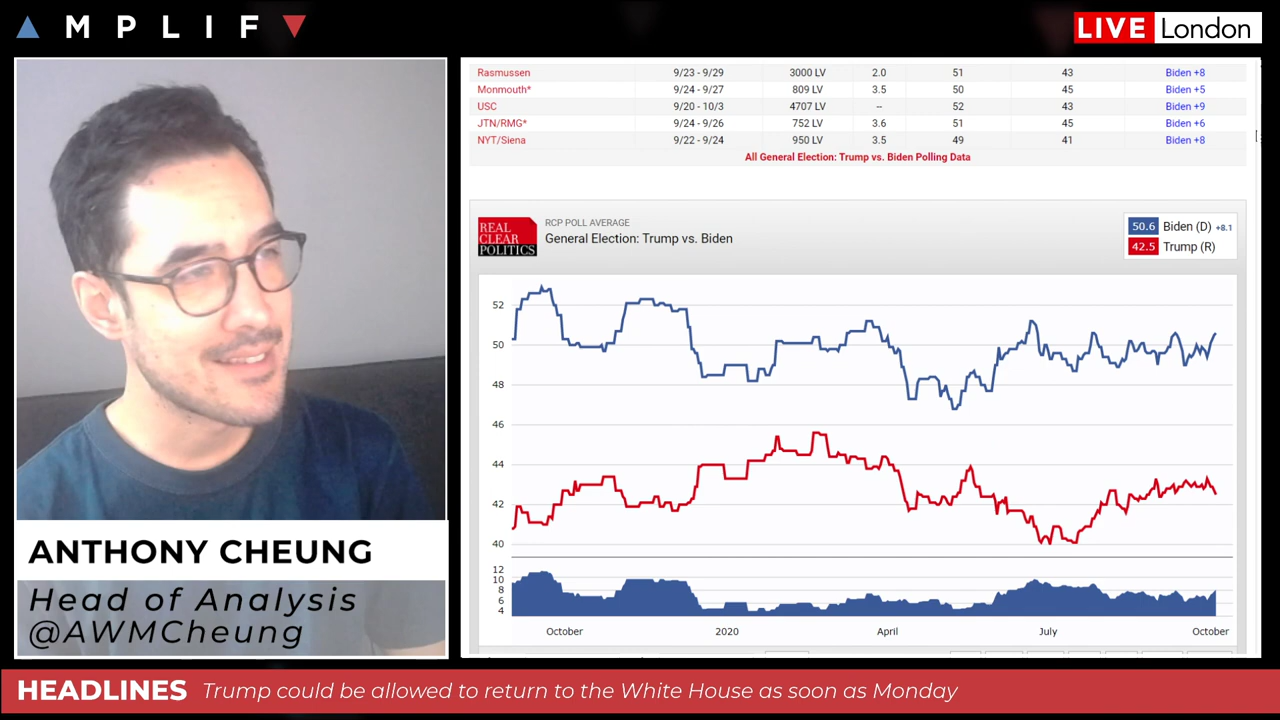 ▲ M P L I F ▼
LIVE London
Rasmussen 9/23 - 9/29 3000 LV 2.0 51 43 Biden +8
Monmouth* 9/24 - 9/27 809 LV 3.5 50 45 Biden +5
USC 9/20 - 10/3 4707 LV -- 52 43 Biden +9
JTN/RMG* 9/24 - 9/26 752 LV 3.6 51 45 Biden +6
NYT/Siena 9/22 - 9/24 950 LV 3.5 49 41 Biden +8
All General Election: Trump vs. Biden Polling Data
REAL
CLEAR
POLITICS
RCP POLL AVERAGE
General Election: Trump vs. Biden
50.6 Biden (D) +8.1
42.5 Trump (R)
52
50
48
46
44
42
40
12
10
8
6
4
October 2020 April July October
ANTHONY CHEUNG
Head of Analysis
@AWMCheung
HEADLINES Trump could be allowed to return to the White House as soon as Monday